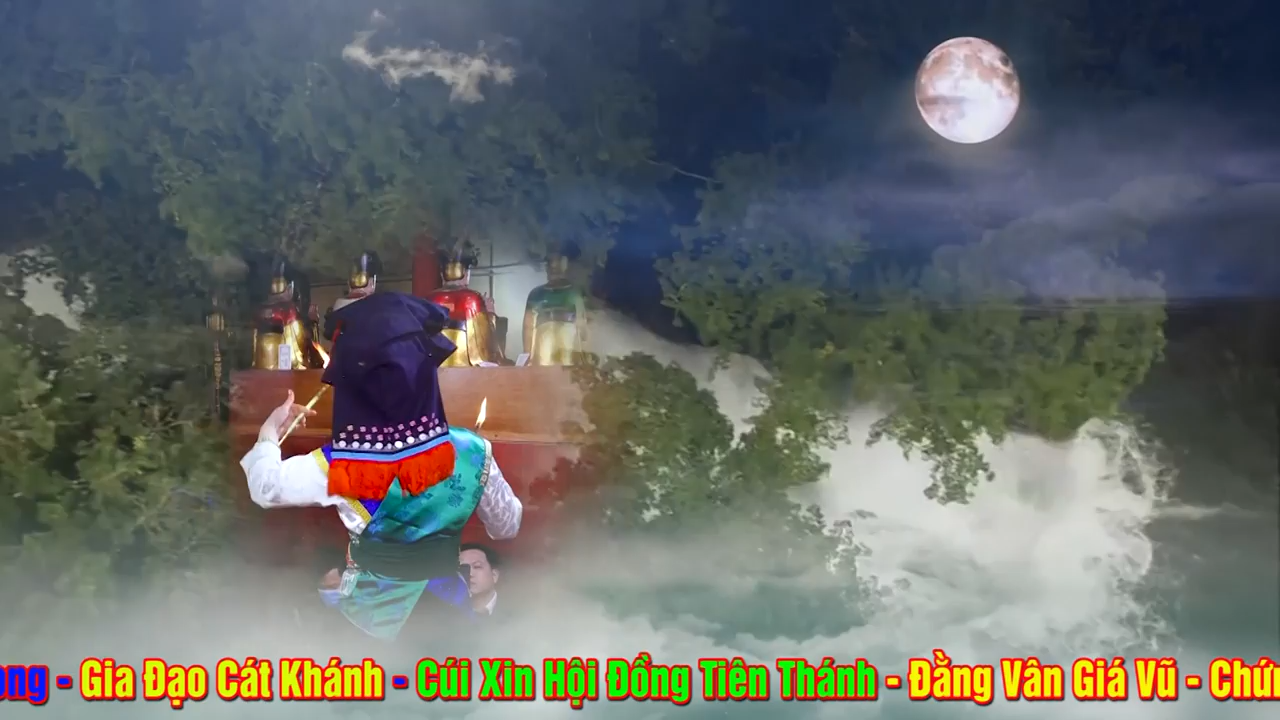 - Gia Đạo Cát Khánh - Cúi Xin Hội Đồng Tiên Thánh - Đằng Vân Giá Vũ -